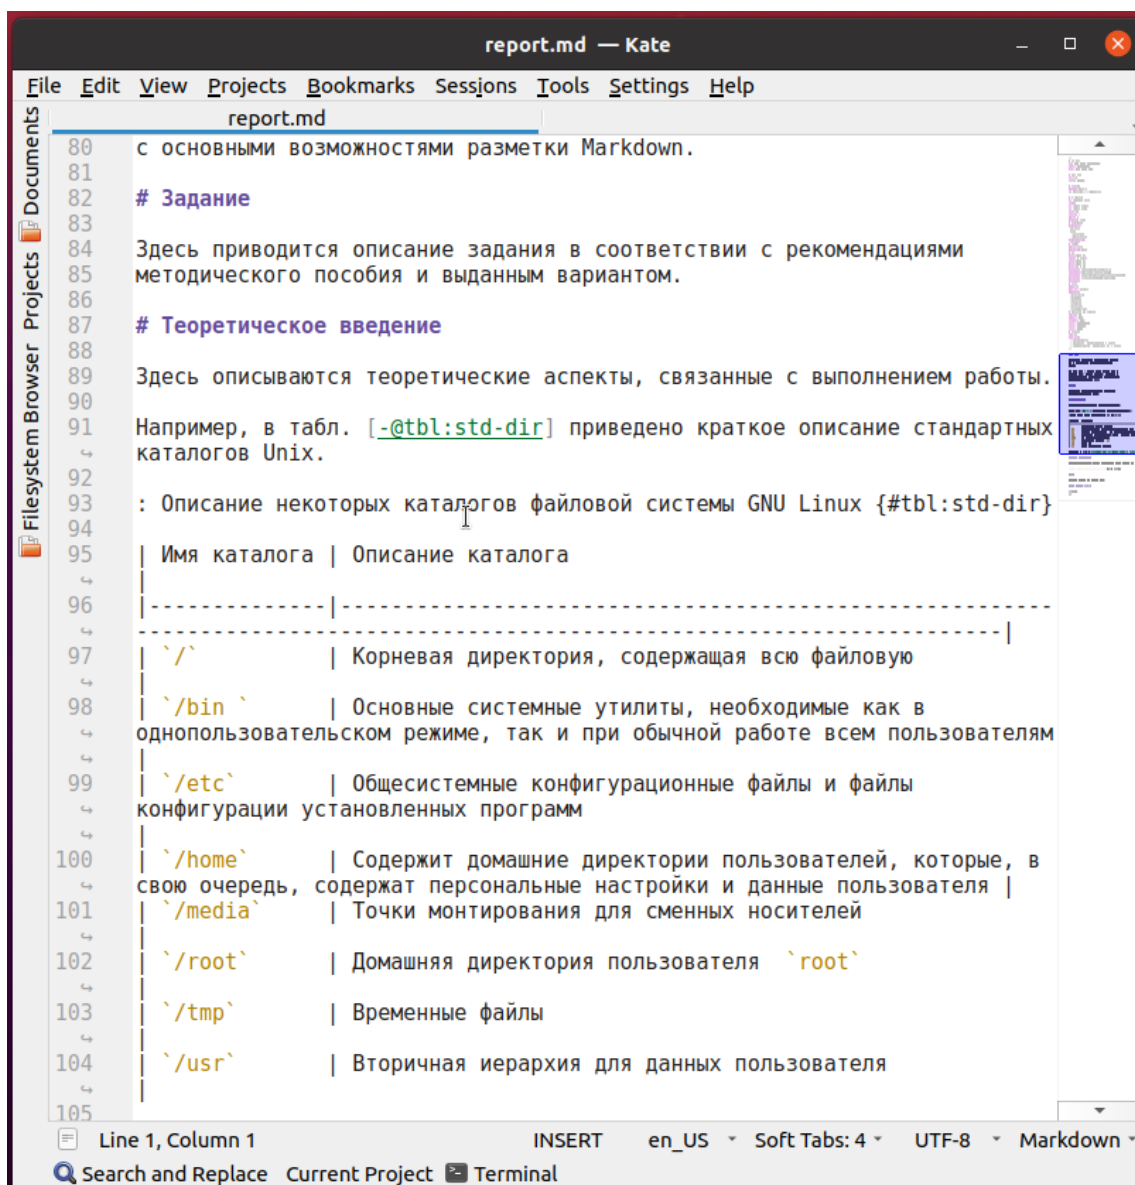 report.md — Kate
File Edit View Projects Bookmarks Sessions Tools Settings Help
report.md
Documents
Projects
Filesystem Browser
80 с основными возможностями разметки Markdown.
81
82 # Задание
83
84 Здесь приводится описание задания в соответствии с рекомендациями
85 методического пособия и выданным вариантом.
86
87 # Теоретическое введение
88
89 Здесь описываются теоретические аспекты, связанные с выполнением работы.
90
91 Например, в табл. [-@tbl:std-dir] приведено краткое описание стандартных
каталогов Unix.
92
93 : Описание некоторых каталогов файловой системы GNU Linux {#tbl:std-dir}
94
95 | Имя каталога | Описание каталога
|
96 |--------------|--------------------------------------------------------
--------------------------------------------------------------------|
97 | `/` | Корневая директория, содержащая всю файловую
|
98 | `/bin ` | Основные системные утилиты, необходимые как в
однопользовательском режиме, так и при обычной работе всем пользователям
|
99 | `/etc` | Общесистемные конфигурационные файлы и файлы
конфигурации установленных программ
|
100 | `/home` | Содержит домашние директории пользователей, которые, в
свою очередь, содержат персональные настройки и данные пользователя |
101 | `/media` | Точки монтирования для сменных носителей
|
102 | `/root` | Домашняя директория пользователя `root`
|
103 | `/tmp` | Временные файлы
|
104 | `/usr` | Вторичная иерархия для данных пользователя
|
105
Line 1, Column 1 INSERT en_US Soft Tabs: 4 UTF-8 Markdown
Search and Replace Current Project Terminal